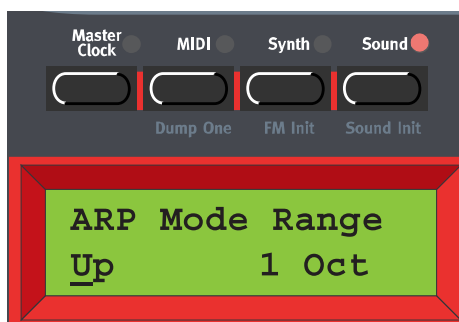 Master Clock MIDI Synth Sound
Dump One FM Init Sound Init
ARP Mode Range
Up 1 Oct